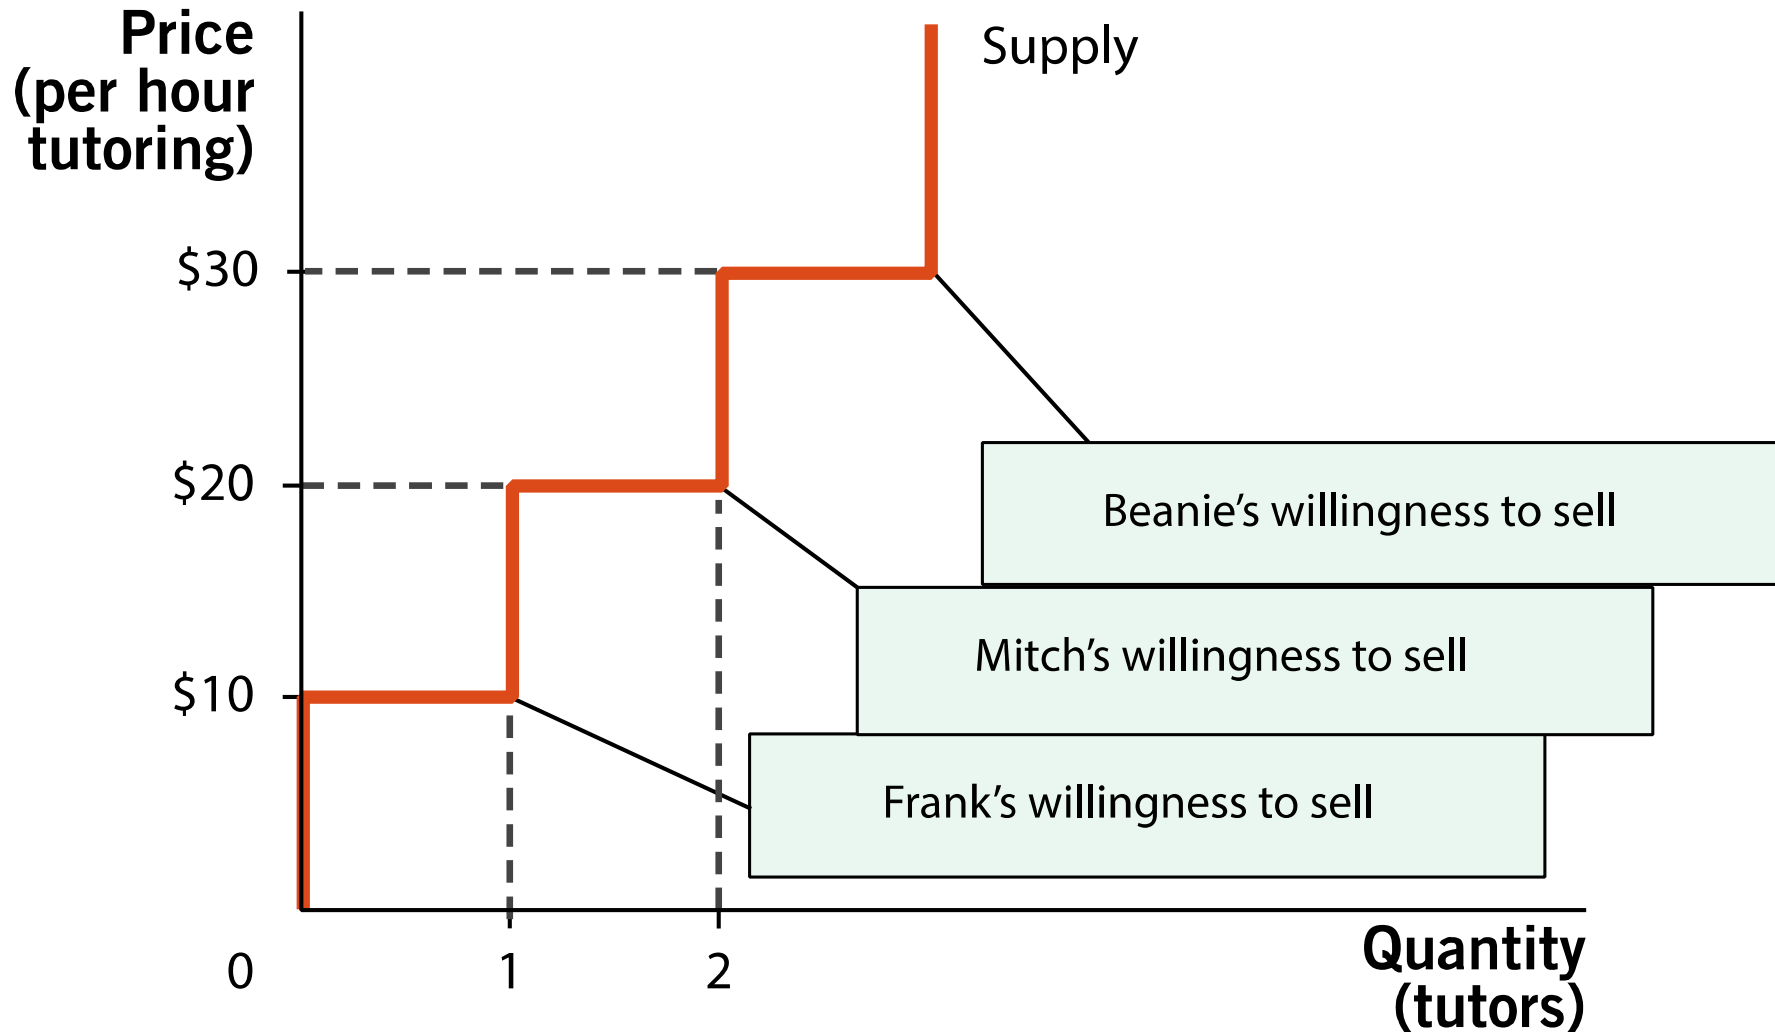 Price
(per hour
tutoring)
Supply
$30
$20
$10
Beanie’s willingness to sell
Mitch’s willingness to sell
Frank’s willingness to sell
0
1
2
Quantity
(tutors)